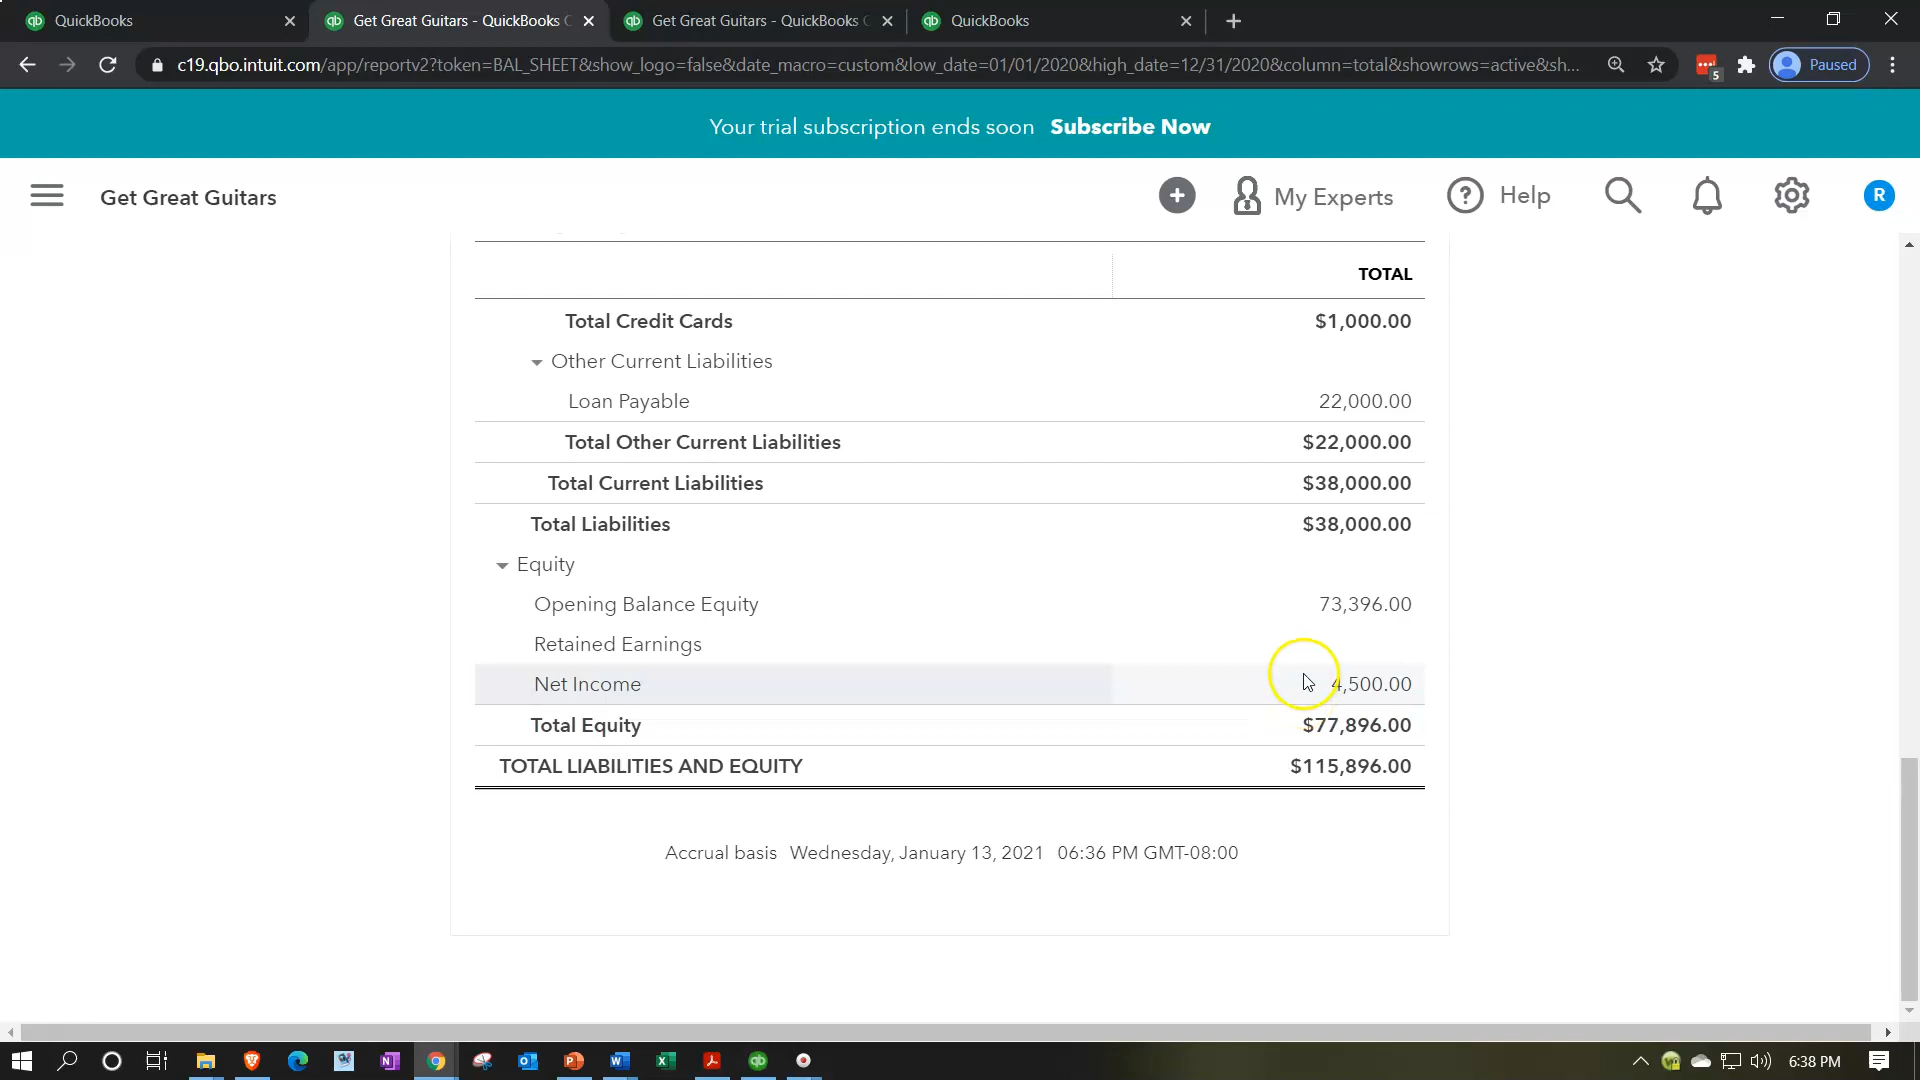 QuickBooks
Get Great Guitars - QuickBooks
Get Great Guitars - QuickBooks
QuickBooks
c19.qbo.intuit.com/app/reportv2?token=BAL_SHEET&show_logo=false&date_macro=custom&low_date=01/01/2020&high_date=12/31/2020&column=total&showrows=active&sh...
5
Paused
Your trial subscription ends soon Subscribe Now
Get Great Guitars
My Experts
Help
R
TOTAL
Total Credit Cards $1,000.00
Other Current Liabilities
Loan Payable 22,000.00
Total Other Current Liabilities $22,000.00
Total Current Liabilities $38,000.00
Total Liabilities $38,000.00
Equity
Opening Balance Equity 73,396.00
Retained Earnings
Net Income 4,500.00
Total Equity $77,896.00
TOTAL LIABILITIES AND EQUITY $115,896.00
Accrual basis Wednesday, January 13, 2021 06:36 PM GMT-08:00
6:38 PM